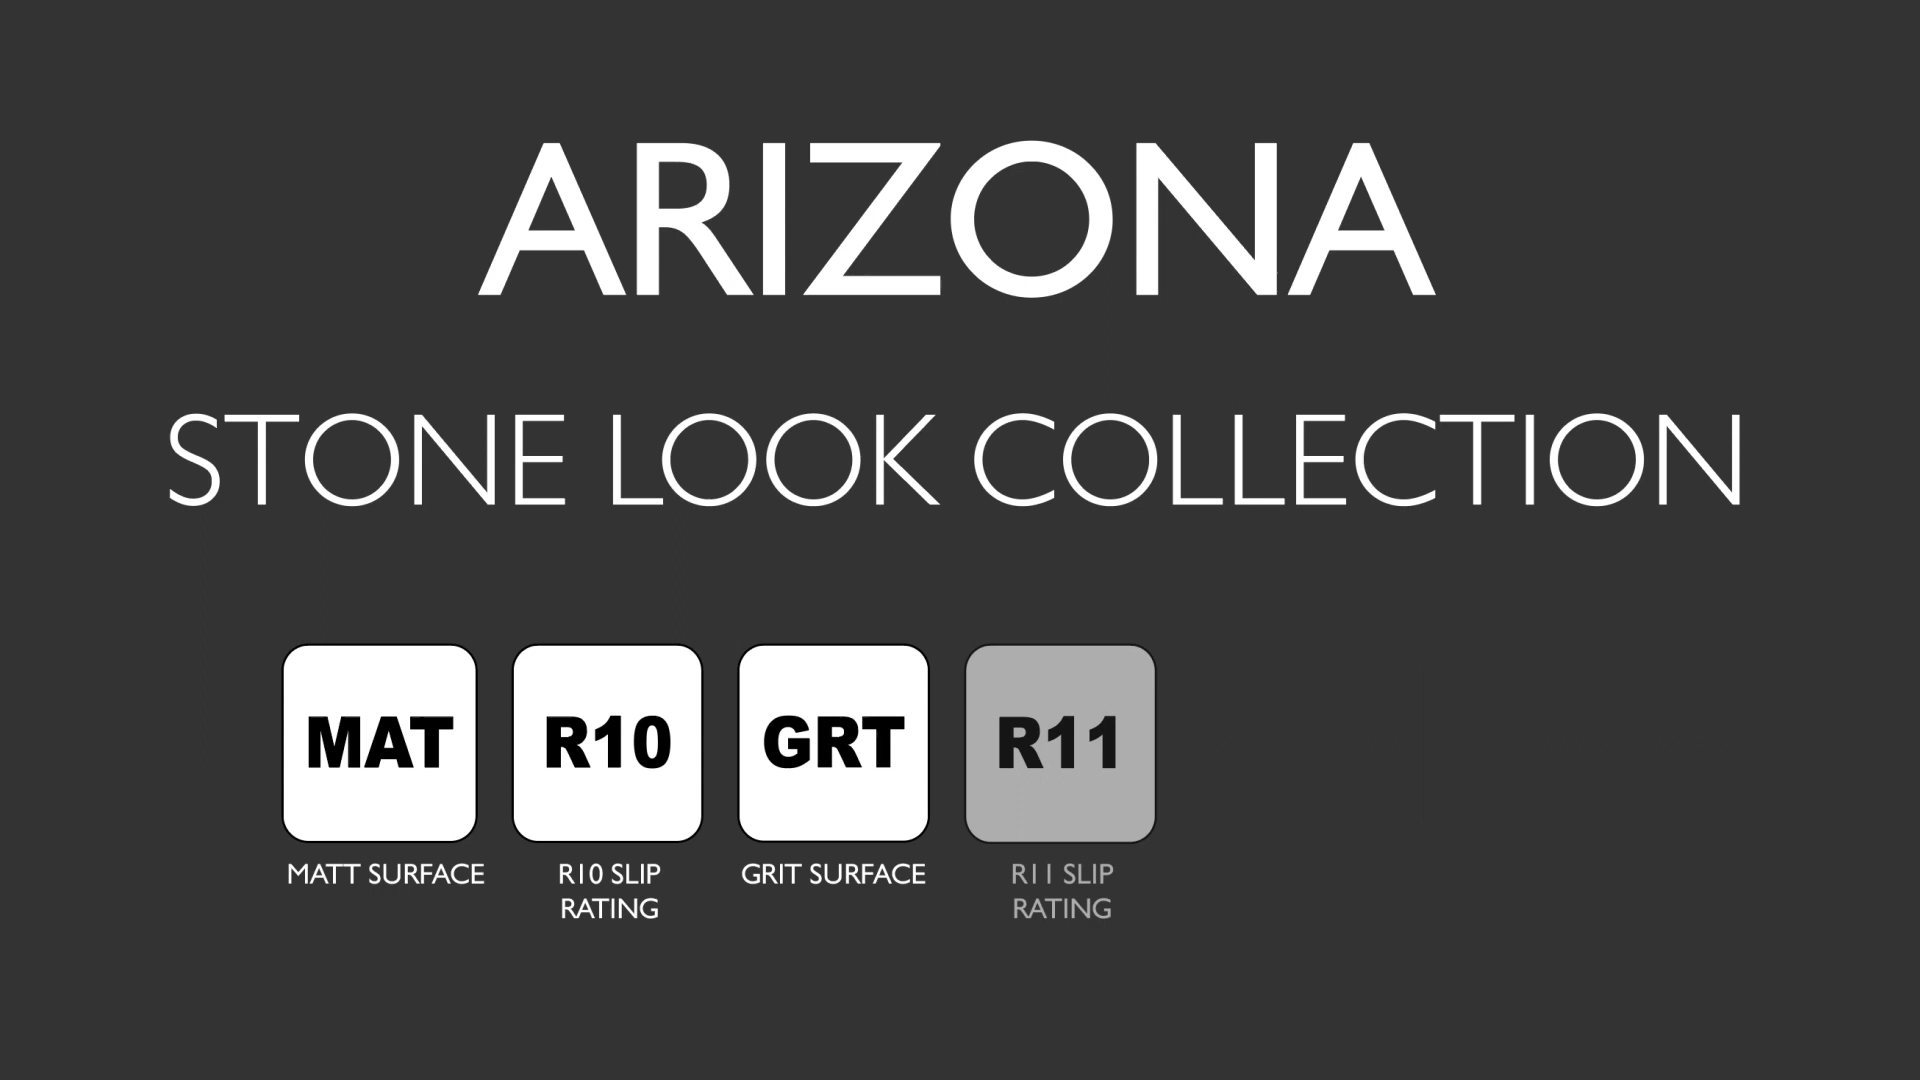 ARIZONA
STONE LOOK COLLECTION
MAT
R10
GRT
R11
MATT SURFACE
R10 SLIP
RATING
GRIT SURFACE
R11 SLIP
RATING